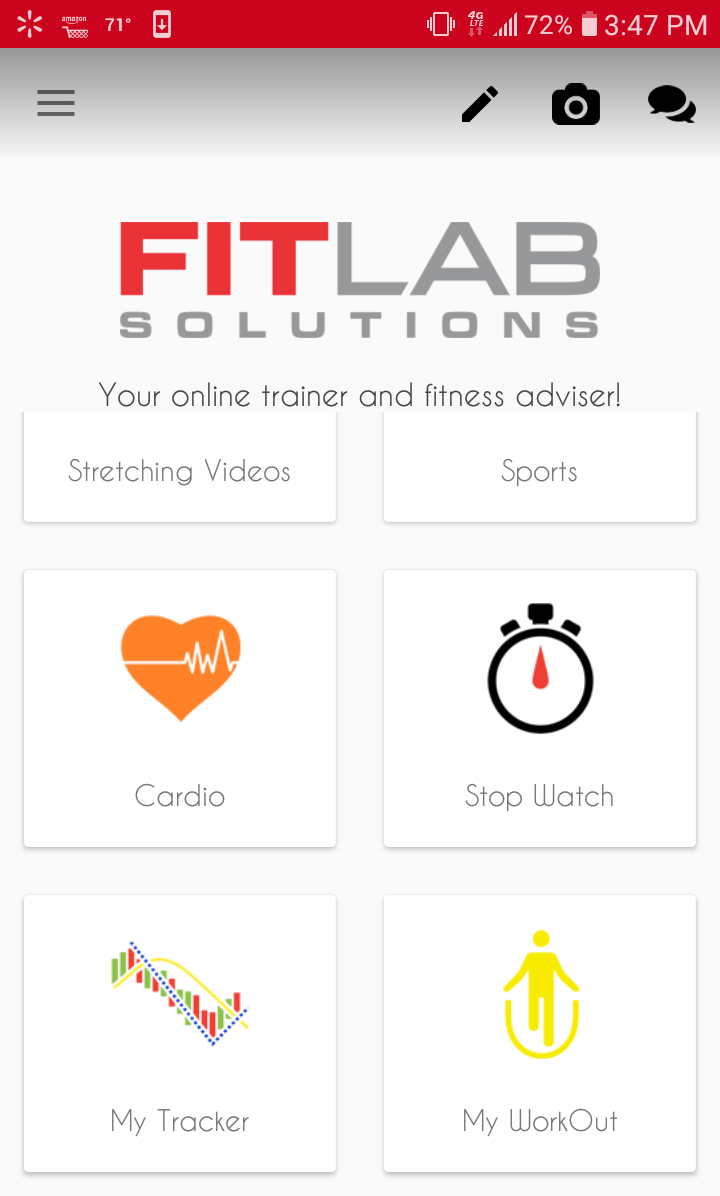 amazon 71° 4G LTE 72% 3:47 PM
FITLAB
SOLUTIONS
Your online trainer and fitness adviser!
Stretching Videos Sports
Cardio Stop Watch
My Tracker My WorkOut